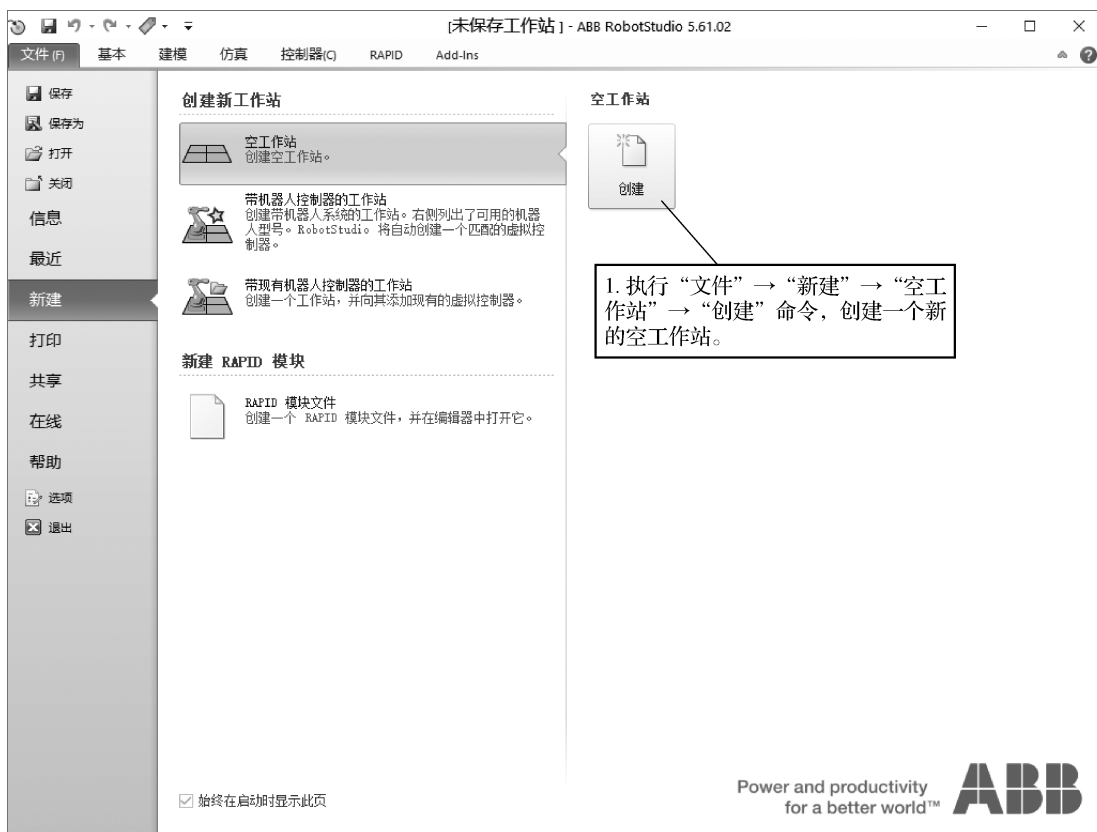 [未保存工作站] - ABB RobotStudio 5.61.02
文件(F) 基本 建模 仿真 控制器(C) RAPID Add-Ins
保存
保存为
打开
关闭
信息
最近
新建
打印
共享
在线
帮助
选项
退出
创建新工作站
空工作站
创建空工作站。
带机器人控制器的工作站
创建带机器人系统的工作站。右侧列出了可用的机器
人型号。RobotStudio 将自动创建一个匹配的虚拟控
制器。
带现有机器人控制器的工作站
创建一个工作站，并向其添加现有的虚拟控制器。
新建 RAPID 模块
RAPID 模块文件
创建一个 RAPID 模块文件，并在编辑器中打开它。
始终在启动时显示此页
空工作站
创建
1. 执行“文件”→“新建”→“空工
作站”→“创建”命令，创建一个新
的空工作站。
Power and productivity
for a better world™
ABB